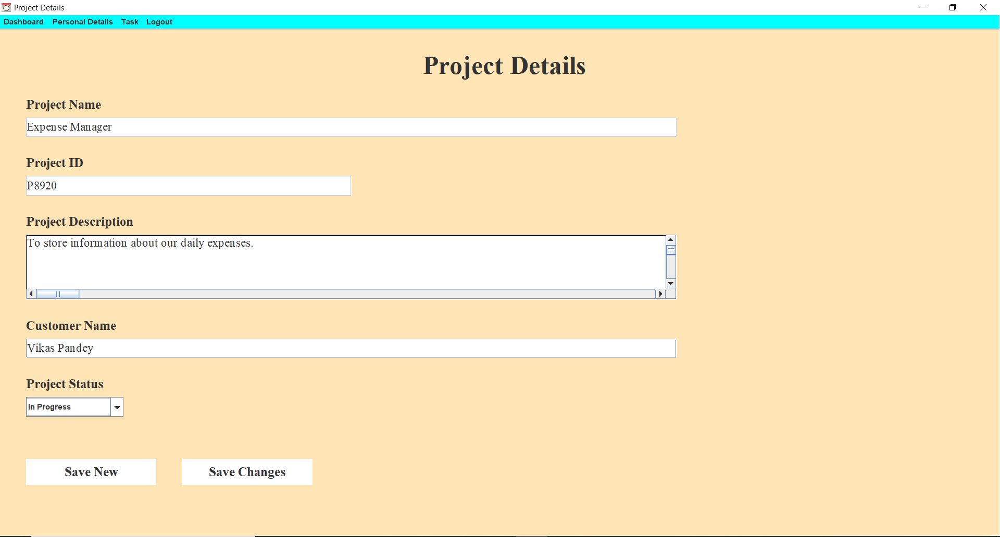 Project Details
Dashboard Personal Details Task Logout
Project Details
Project Name
Expense Manager
Project ID
P8920
Project Description
To store information about our daily expenses.
Customer Name
Vikas Pandey
Project Status
In Progress
Save New Save Changes